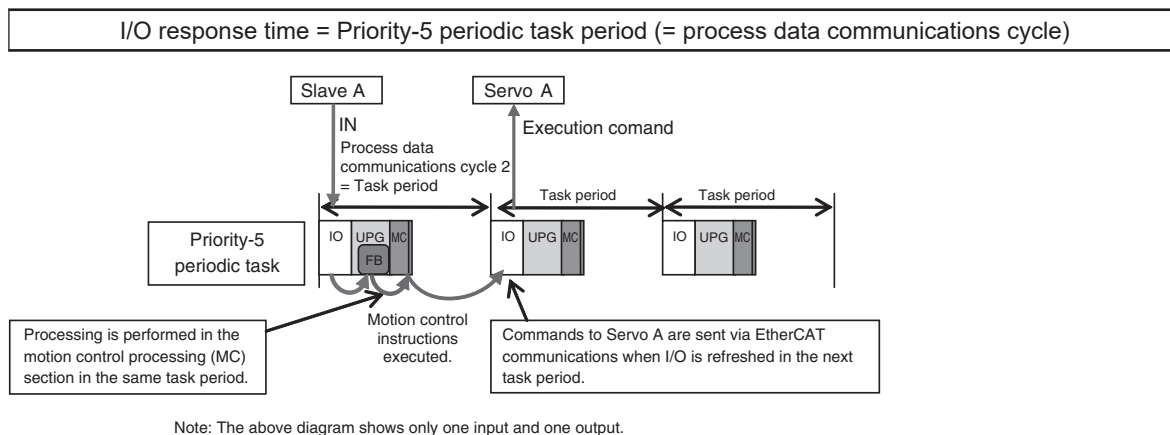 I/O response time = Priority-5 periodic task period (= process data communications cycle)
Slave A
Servo A
IN
Execution comand
Process data
communications cycle 2
= Task period
Task period
Task period
Priority-5
periodic task
IO
UPG
MC
FB
IO
UPG
MC
IO
UPG
MC
Processing is performed in the
motion control processing (MC)
section in the same task period.
Motion control
instructions
executed.
Commands to Servo A are sent via EtherCAT
communications when I/O is refreshed in the next
task period.
Note: The above diagram shows only one input and one output.